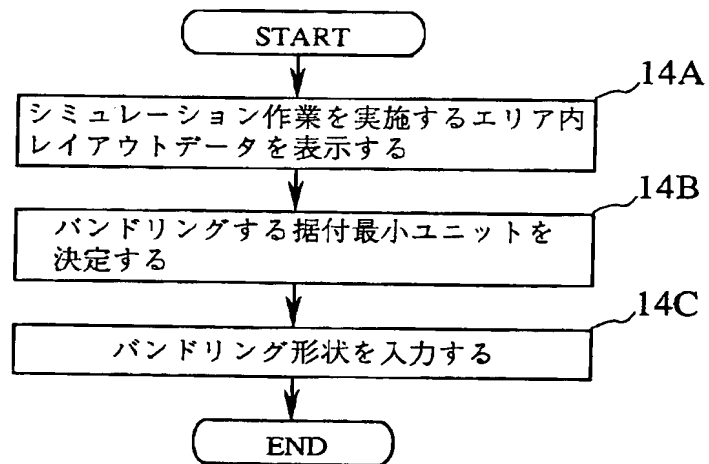 START
14A
シミュレーション作業を実施するエリア内
レイアウトデータを表示する
14B
バンドリングする据付最小ユニットを
決定する
14C
バンドリング形状を入力する
END